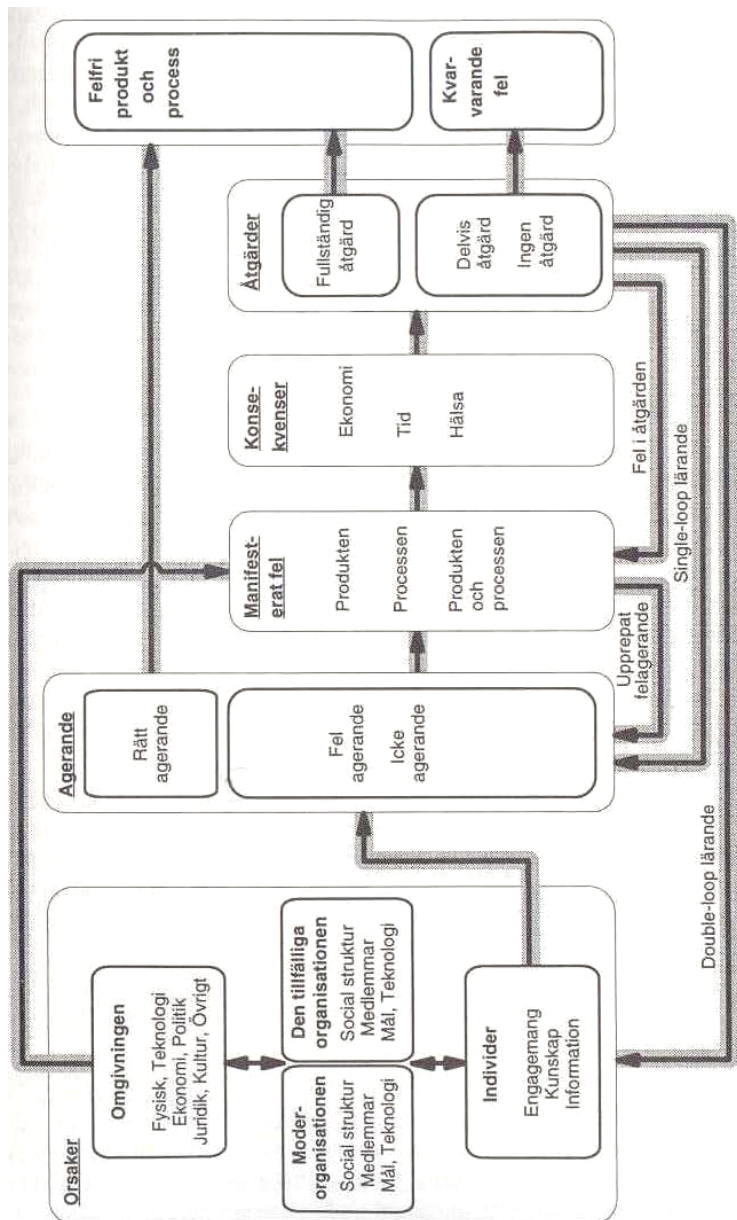 Orsaker
Omgivningen
Fysisk, Teknologi
Ekonomi, Politik
Juridik, Kultur, Övrigt
Moder-
organisationen
Social struktur
Medlemmar
Mål, Teknologi
Den tillfälliga
organisationen
Social struktur
Medlemmar
Mål, Teknologi
Individer
Engagemang
Kunskap
Information
Agerande
Rätt
agerande
Fel
agerande
Icke
agerande
Manifest-
erat fel
Produkten
Processen
Produkten
och
processen
Konse-
kvenser
Ekonomi
Tid
Hälsa
Åtgärder
Fullständig
åtgärd
Delvis
åtgärd
Ingen
åtgärd
Felfri
produkt
och
process
Kvar-
varande
fel
Upprepat
felagerande
Fel i åtgärden
Single-loop lärande
Double-loop lärande